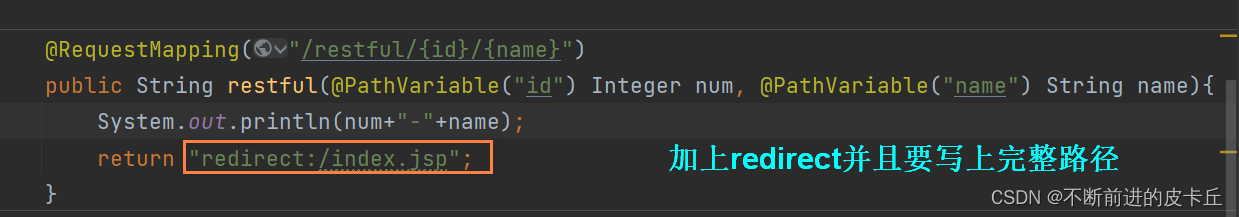 @RequestMapping("/restful/{id}/{name}")
public String restful(@PathVariable("id") Integer num, @PathVariable("name") String name){
System.out.println(num+"-"+name);
return "redirect:/index.jsp"; 加上redirect并且要写上完整路径
}
CSDN @不断前进的皮卡丘